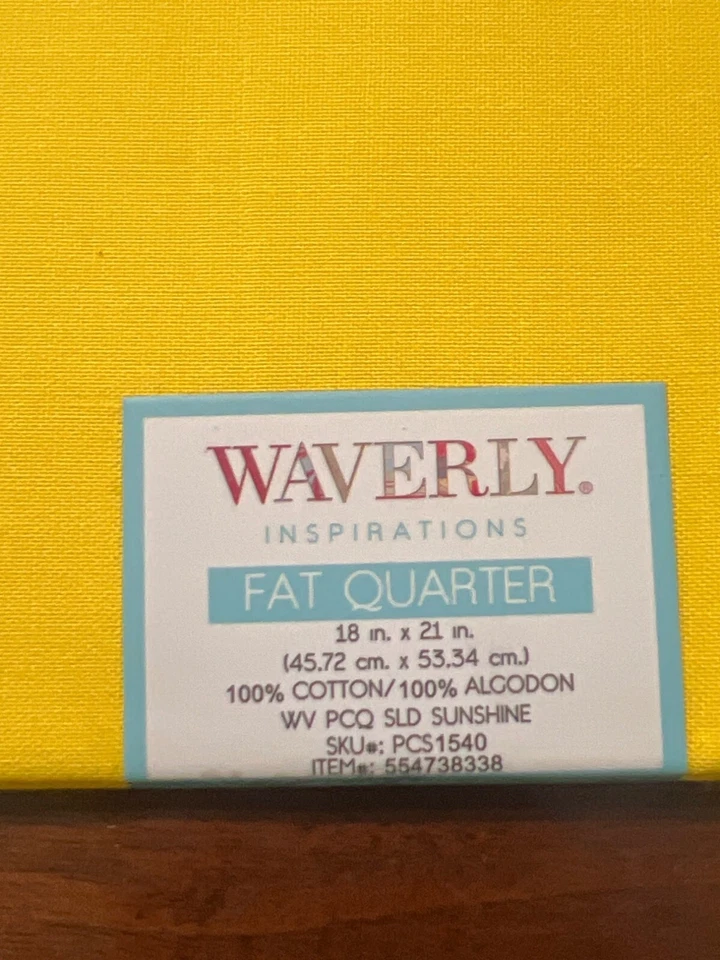 WAVERLY®
INSPIRATIONS
FAT QUARTER
18 in. x 21 in.
(45.72 cm. x 53.34 cm.)
100% COTTON/100% ALGODON
WV PCQ SLD SUNSHINE
SKU#: PCS1540
ITEM#: 554738338